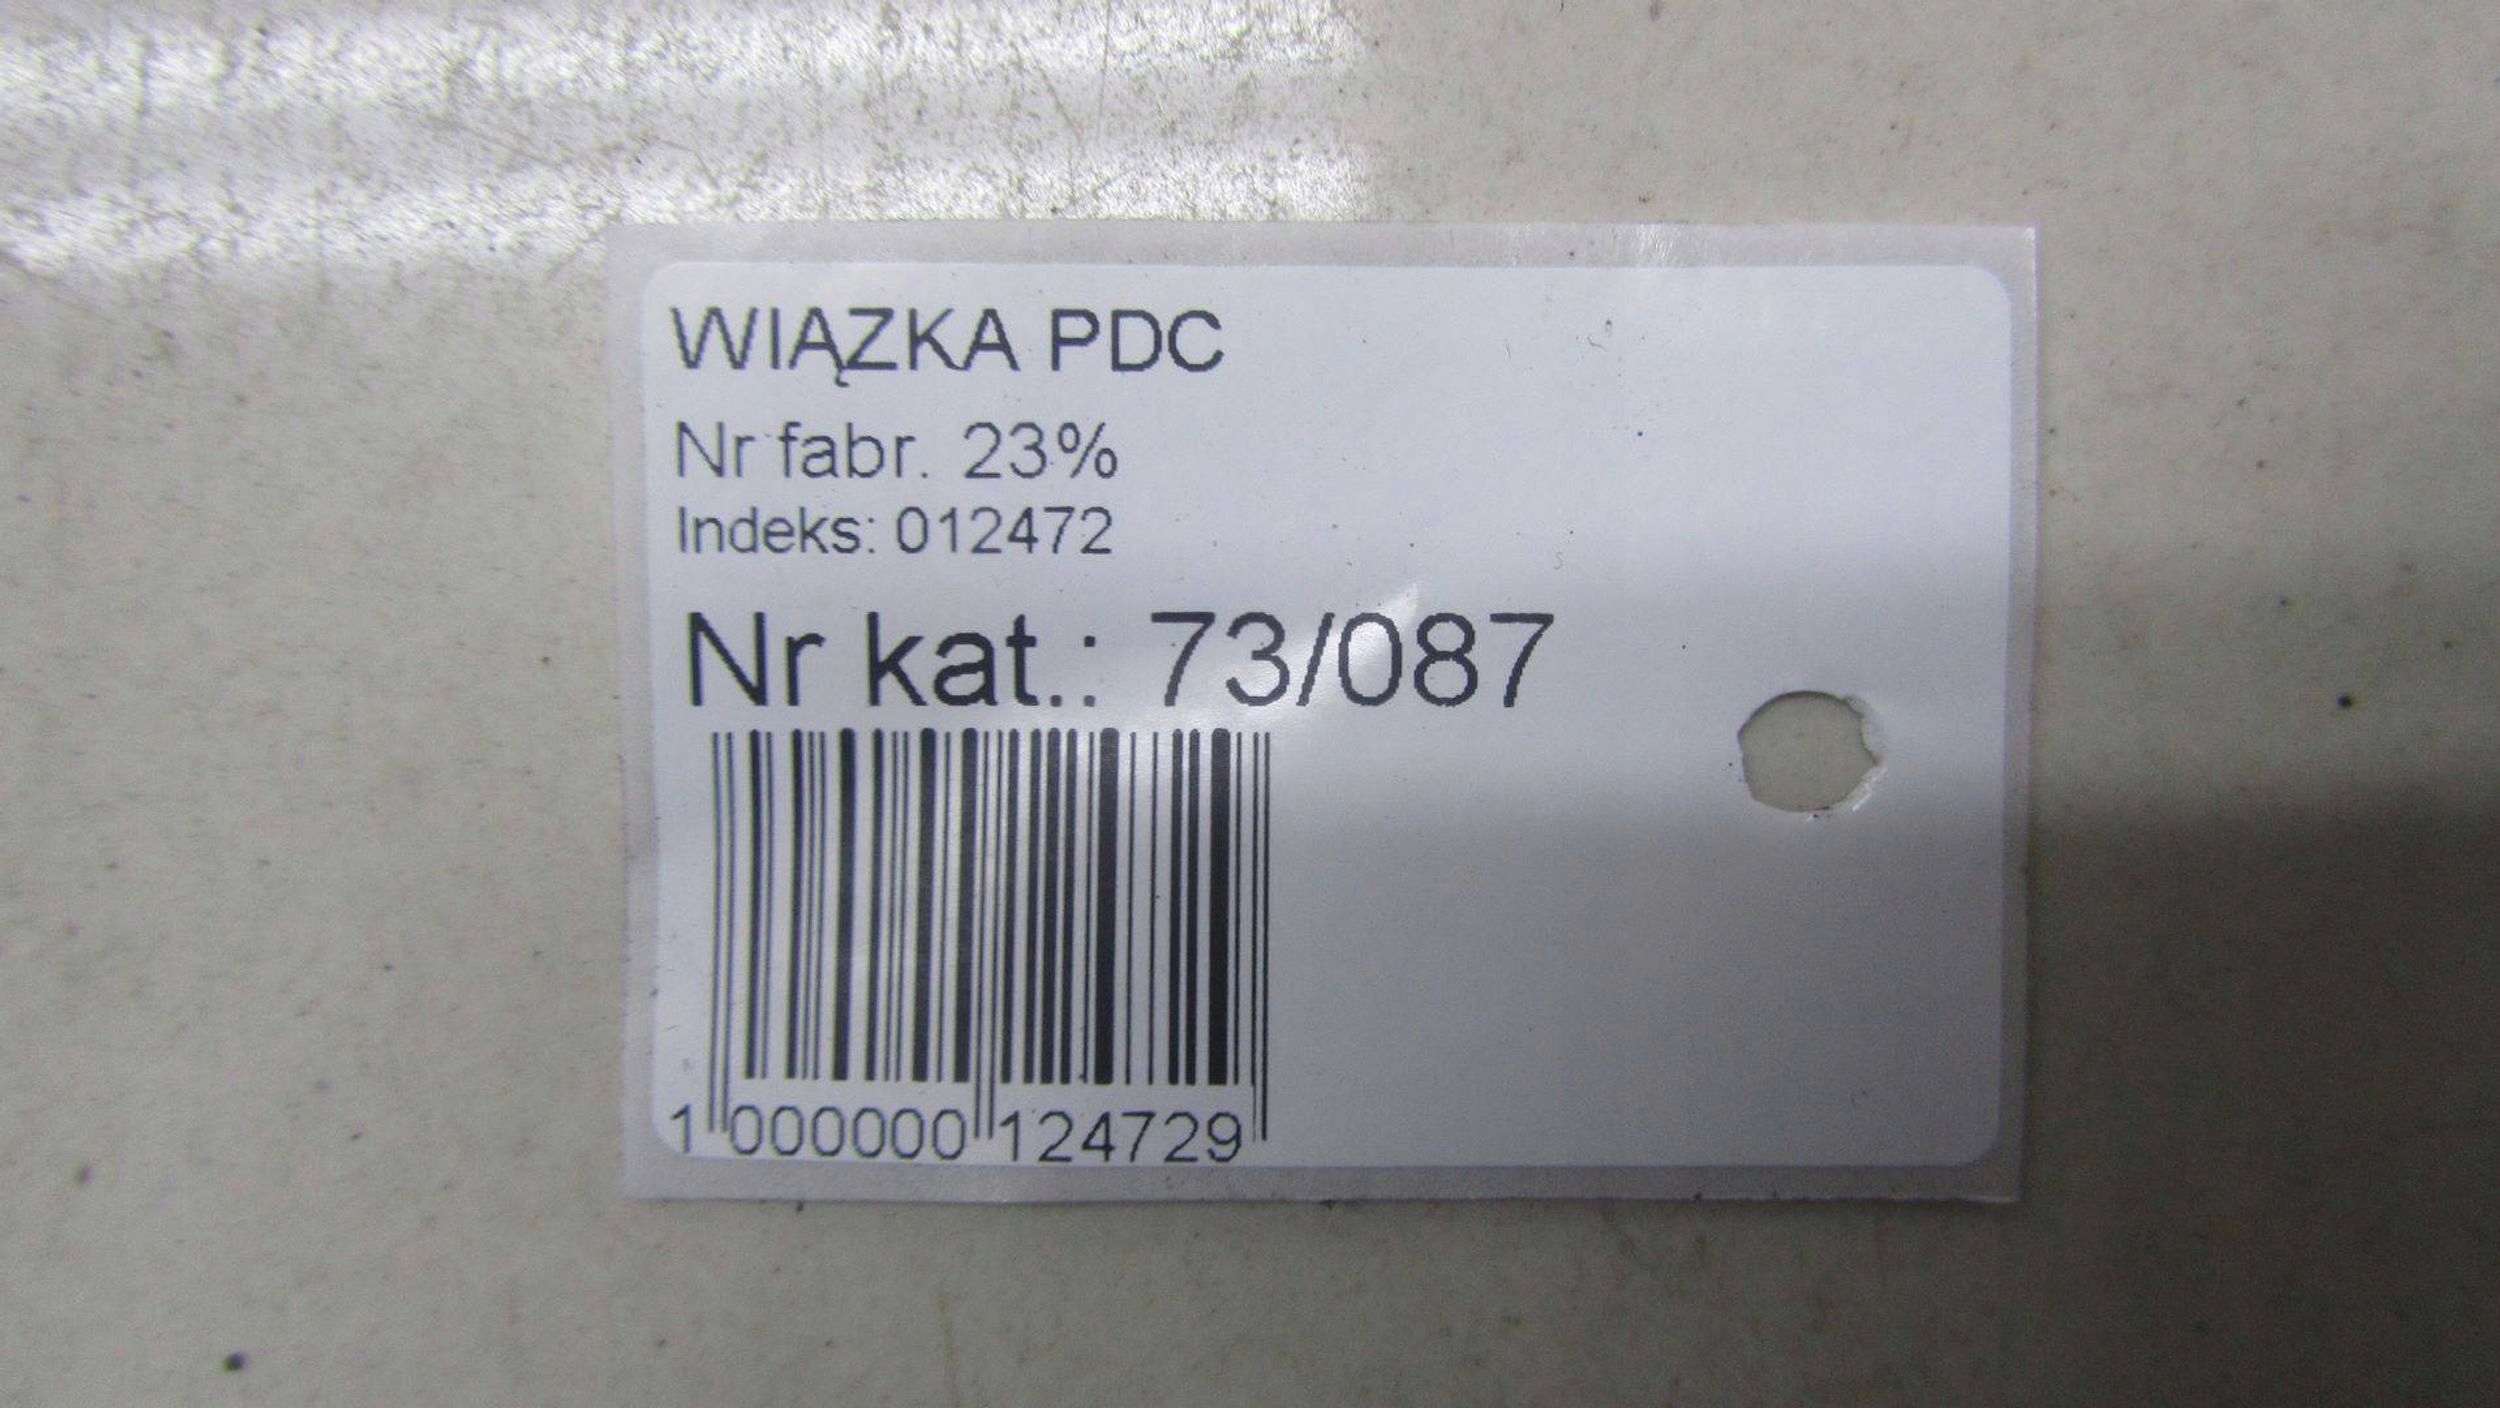 WIĄZKA PDC
Nr fabr. 23%
Indeks: 012472
Nr kat.: 73/087
1 000000 124729